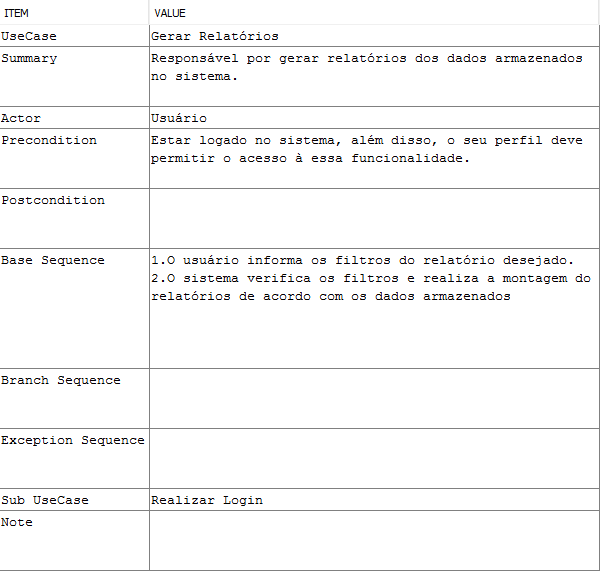 ITEM VALUE
UseCase Gerar Relatórios
Summary Responsável por gerar relatórios dos dados armazenados
no sistema.
Actor Usuário
Precondition Estar logado no sistema, além disso, o seu perfil deve
permitir o acesso à essa funcionalidade.
Postcondition
Base Sequence 1.O usuário informa os filtros do relatório desejado.
2.O sistema verifica os filtros e realiza a montagem do
relatórios de acordo com os dados armazenados
Branch Sequence
Exception Sequence
Sub UseCase Realizar Login
Note